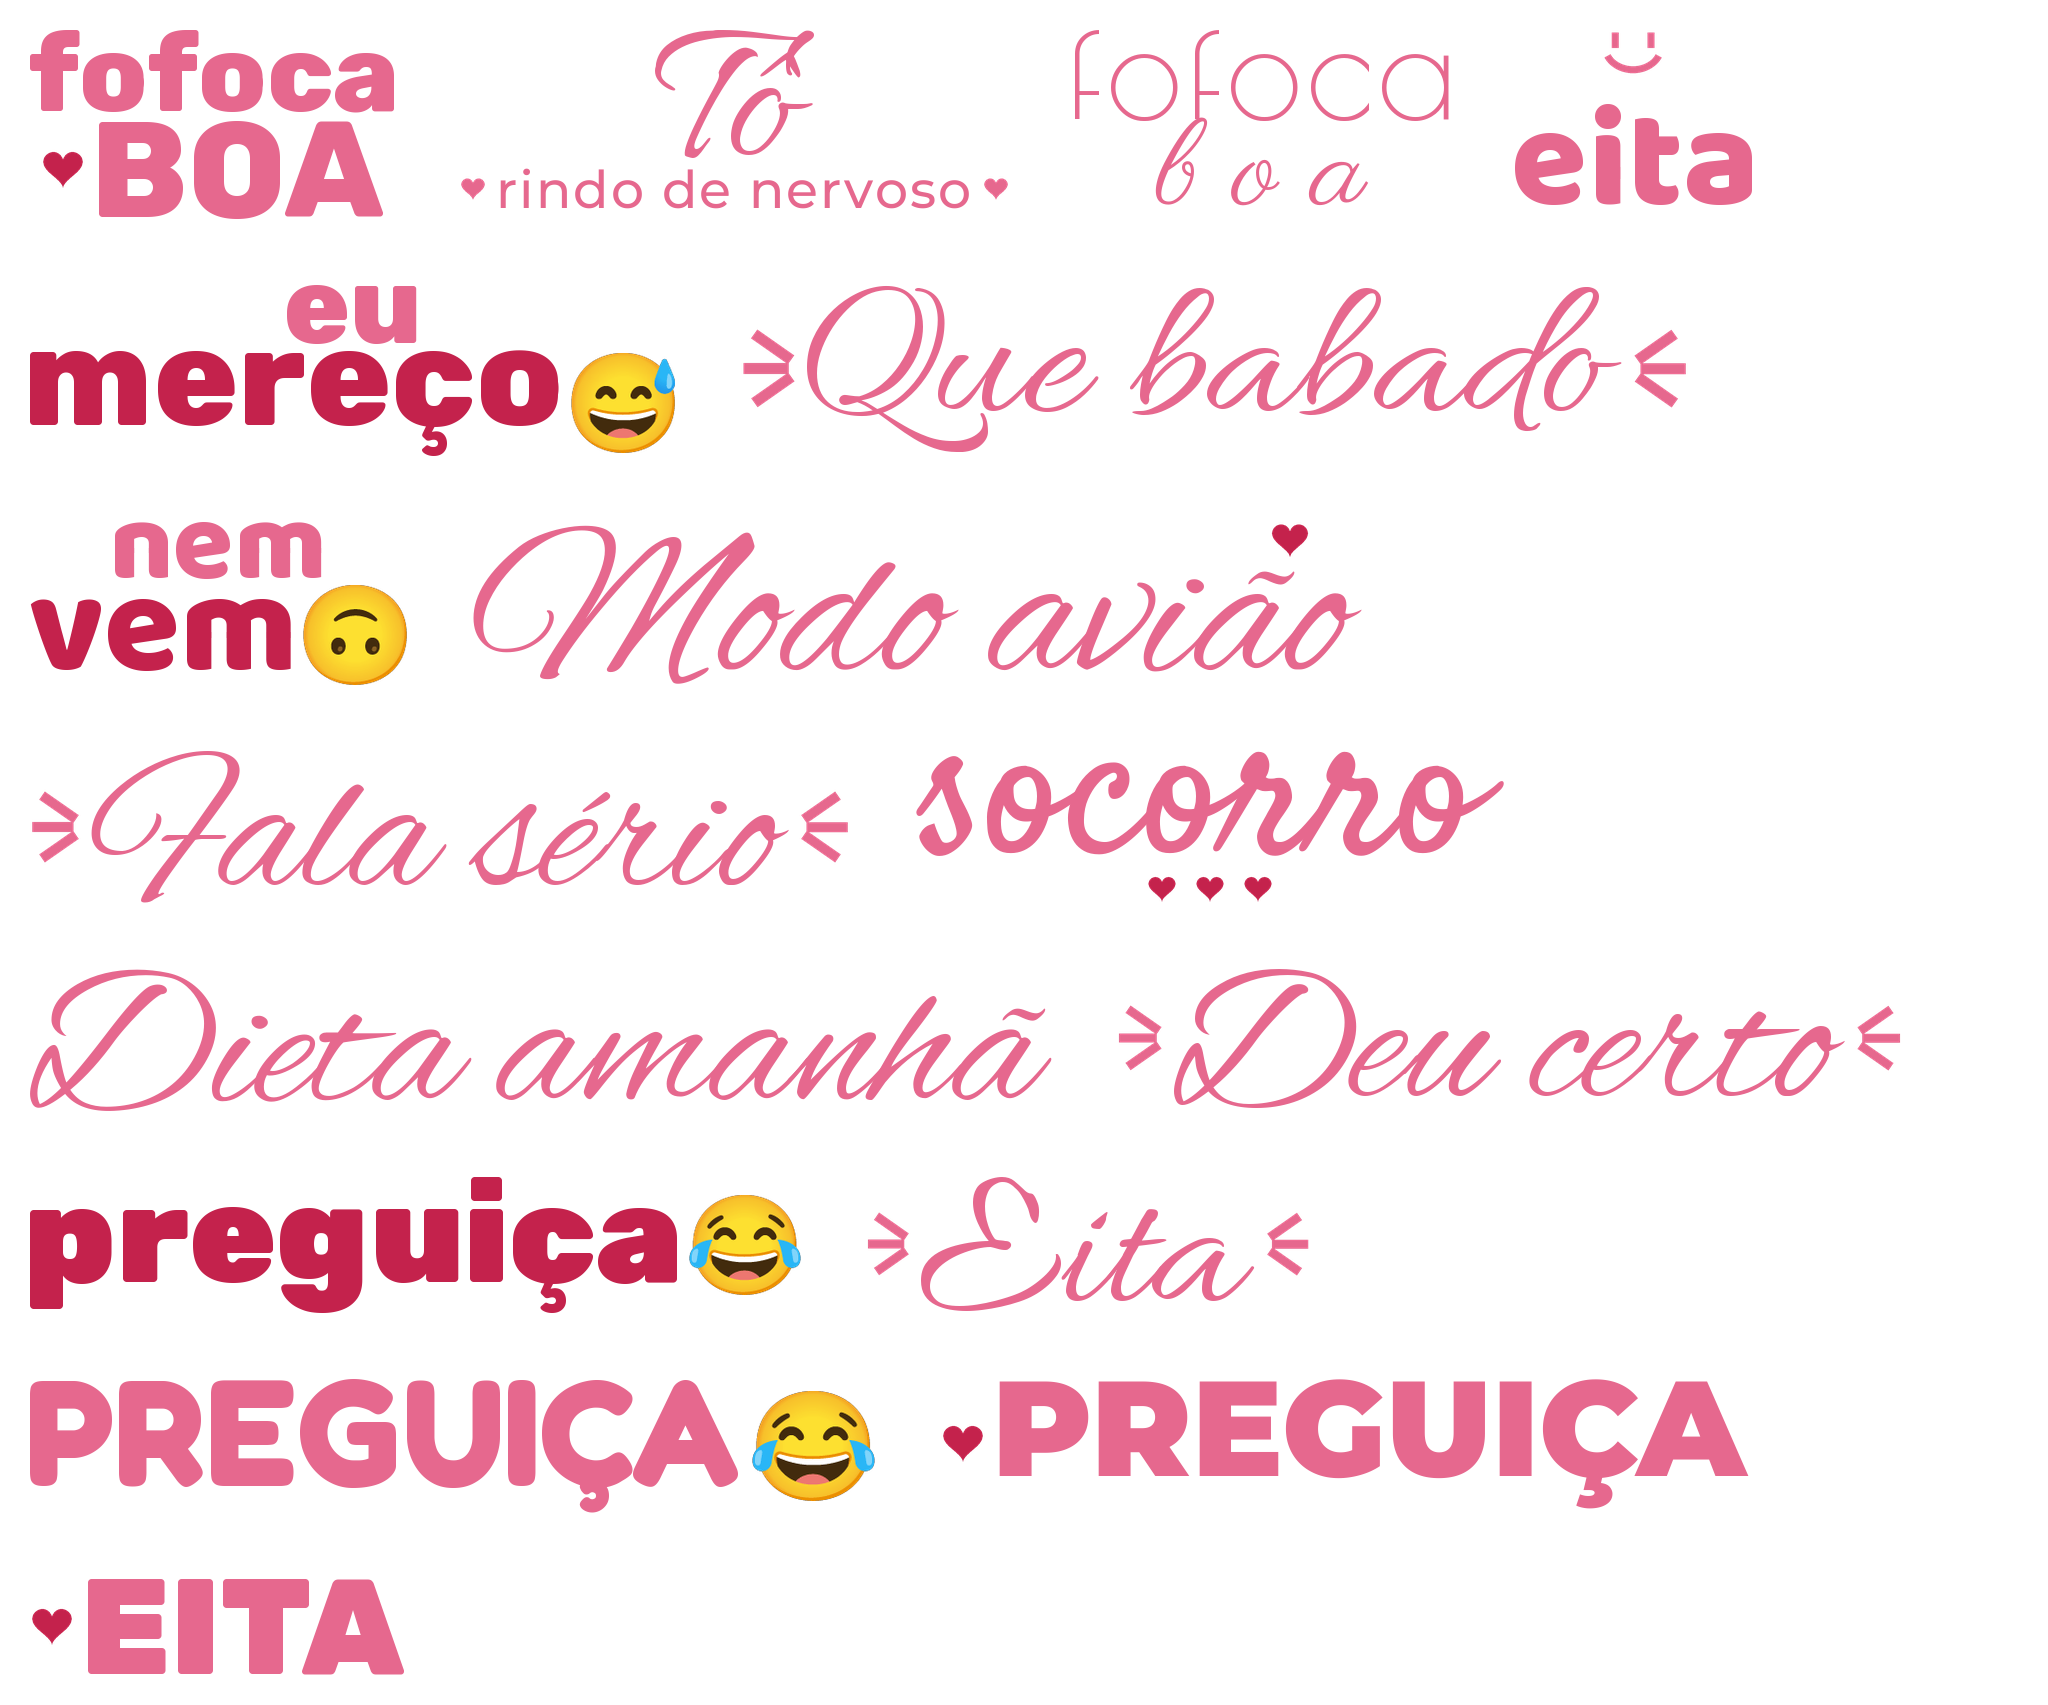 fofoca
BOA
Tô
rindo de nervoso
fofoca
boa
eita
eu
mereço
Que babado
nem
vem
Modo avião
Fala sério
socorro
Dieta amanhã
Deu certo
preguiça
Eita
PREGUIÇA
PREGUIÇA
EITA